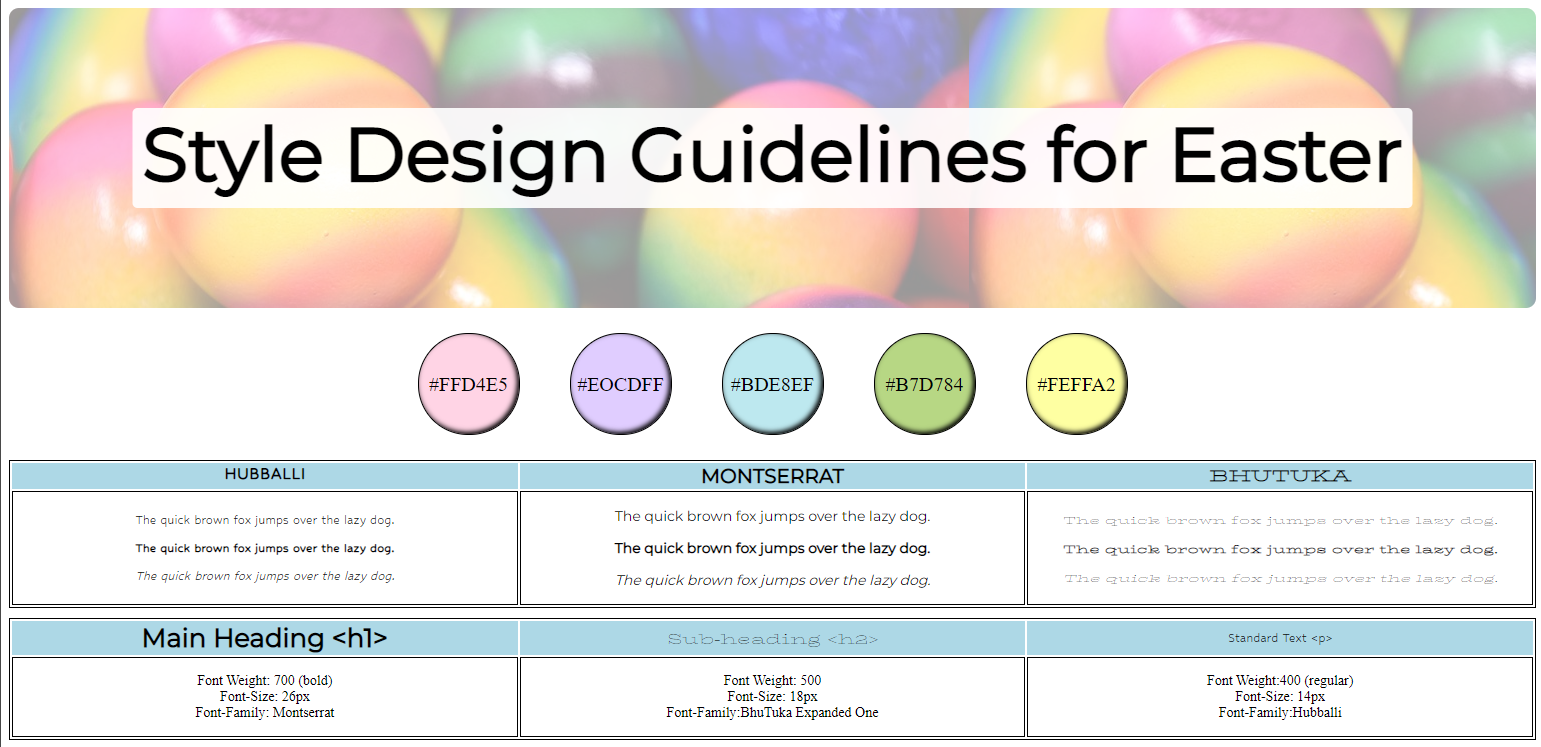 Style Design Guidelines for Easter
#FFD4E5 #EOCDFF #BDE8EF #B7D784 #FEFFA2
HUBBALLI MONTSERRAT BHUTUKA
The quick brown fox jumps over the lazy dog. The quick brown fox jumps over the lazy dog. The quick brown fox jumps over the lazy dog.
The quick brown fox jumps over the lazy dog. The quick brown fox jumps over the lazy dog. The quick brown fox jumps over the lazy dog.
The quick brown fox jumps over the lazy dog. The quick brown fox jumps over the lazy dog. The quick brown fox jumps over the lazy dog.
Main Heading <h1> Sub-heading <h2> Standard Text <p>
Font Weight: 700 (bold) Font Weight: 500 Font Weight:400 (regular)
Font-Size: 26px Font-Size: 18px Font-Size: 14px
Font-Family: Montserrat Font-Family:BhuTuka Expanded One Font-Family:Hubballi